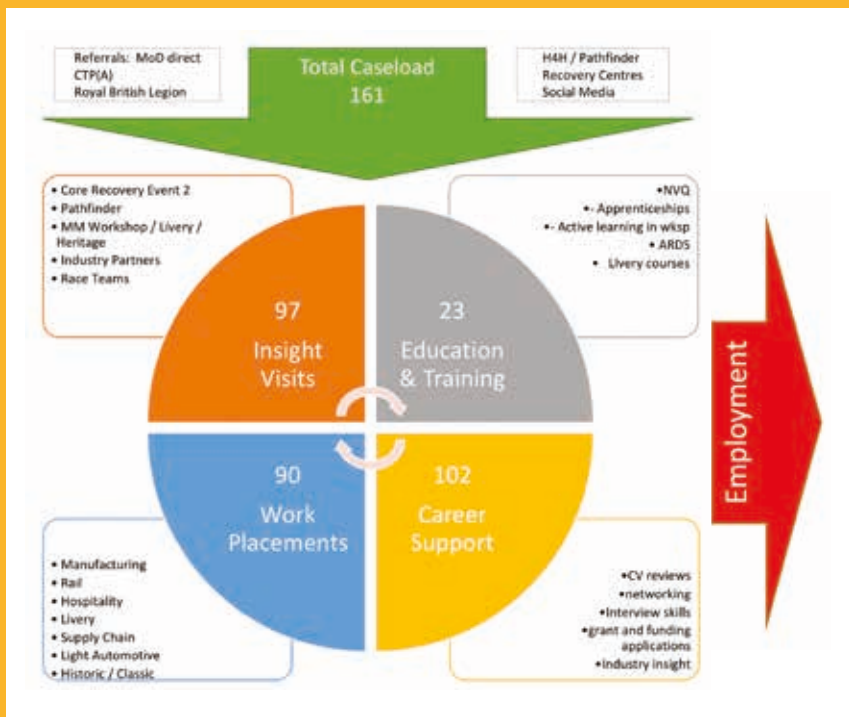 Referrals: MoD direct
CTP(A)
Royal British Legion
Total Caseload
161
H4H / Pathfinder
Recovery Centres
Social Media
• Core Recovery Event 2
• Pathfinder
• MM Workshop / Livery /
Heritage
• Industry Partners
• Race Teams
•NVQ
•- Apprenticeships
•- Active learning in wksp
• ARDS
• Livery courses
97
Insight
Visits
23
Education
& Training
90
Work
Placements
102
Career
Support
Employment
• Manufacturing
• Rail
• Hospitality
• Livery
• Supply Chain
• Light Automotive
• Historic / Classic
•CV reviews
•networking
•Interview skills
•grant and funding
applications
•Industry insight